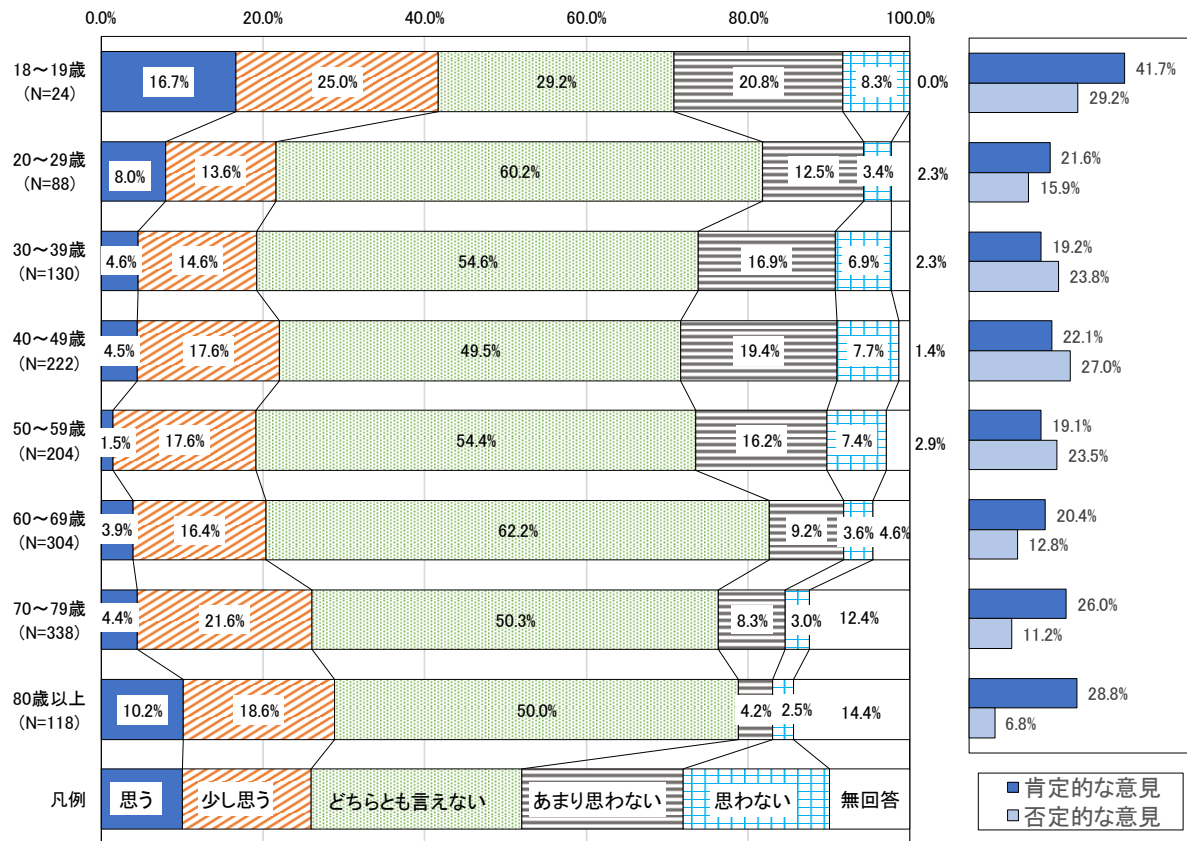 0.0% 20.0% 40.0% 60.0% 80.0% 100.0%
18～19歳
(N=24)
16.7% 25.0% 29.2% 20.8% 8.3% 0.0%
41.7%
29.2%
20～29歳
(N=88)
8.0% 13.6% 60.2% 12.5% 3.4% 2.3%
21.6%
15.9%
30～39歳
(N=130)
4.6% 14.6% 54.6% 16.9% 6.9% 2.3%
19.2%
23.8%
40～49歳
(N=222)
4.5% 17.6% 49.5% 19.4% 7.7% 1.4%
22.1%
27.0%
50～59歳
(N=204)
1.5% 17.6% 54.4% 16.2% 7.4% 2.9%
19.1%
23.5%
60～69歳
(N=304)
3.9% 16.4% 62.2% 9.2% 3.6% 4.6%
20.4%
12.8%
70～79歳
(N=338)
4.4% 21.6% 50.3% 8.3% 3.0% 12.4%
26.0%
11.2%
80歳以上
(N=118)
10.2% 18.6% 50.0% 4.2% 2.5% 14.4%
28.8%
6.8%
凡例 思う 少し思う どちらとも言えない あまり思わない 思わない 無回答
肯定的な意見
否定的な意見